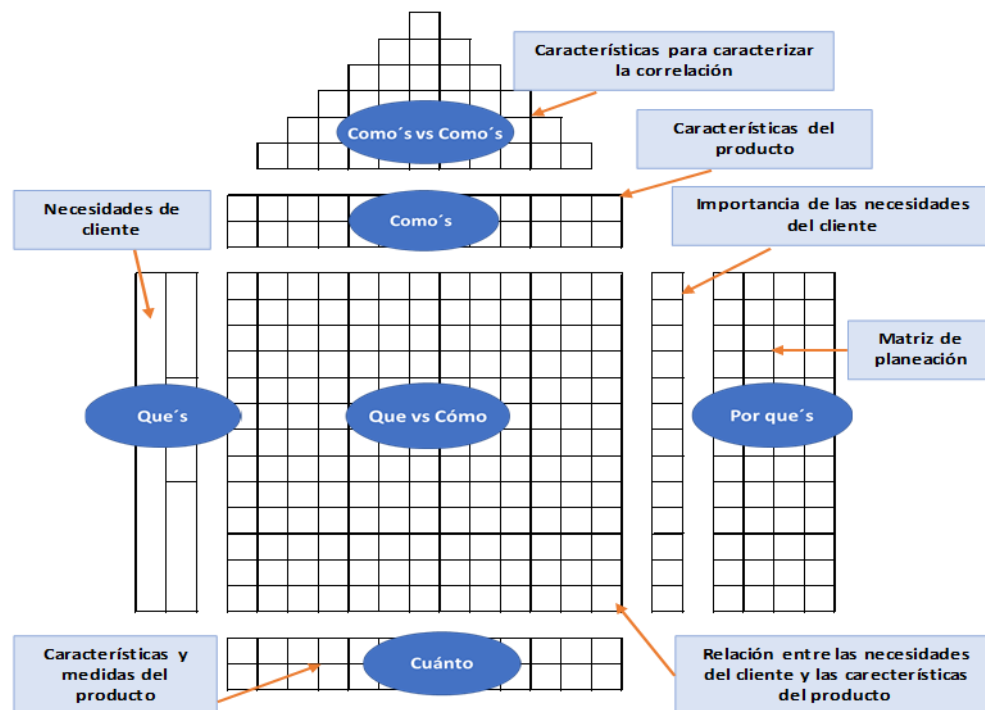 Características para caracterizar
la correlación
Como´s vs Como´s
Características del
producto
Necesidades de
cliente
Como´s
Importancia de las necesidades
del cliente
Matriz de
planeación
Que´s
Que vs Cómo
Por que´s
Características y
medidas del
producto
Cuánto
Relación entre las necesidades
del cliente y las carecterísticas
del producto